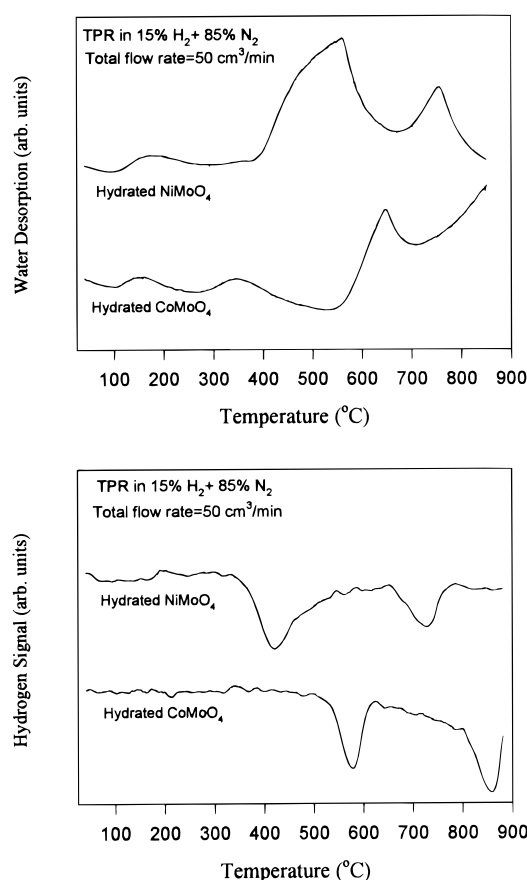 TPR in 15% H₂+ 85% N₂
Total flow rate=50 cm³/min
Water Desorption (arb. units)
Hydrated NiMoO₄
Hydrated CoMoO₄
100 200 300 400 500 600 700 800 900
Temperature (°C)
TPR in 15% H₂+ 85% N₂
Total flow rate=50 cm³/min
Hydrogen Signal (arb. units)
Hydrated NiMoO₄
Hydrated CoMoO₄
100 200 300 400 500 600 700 800 900
Temperature (°C)